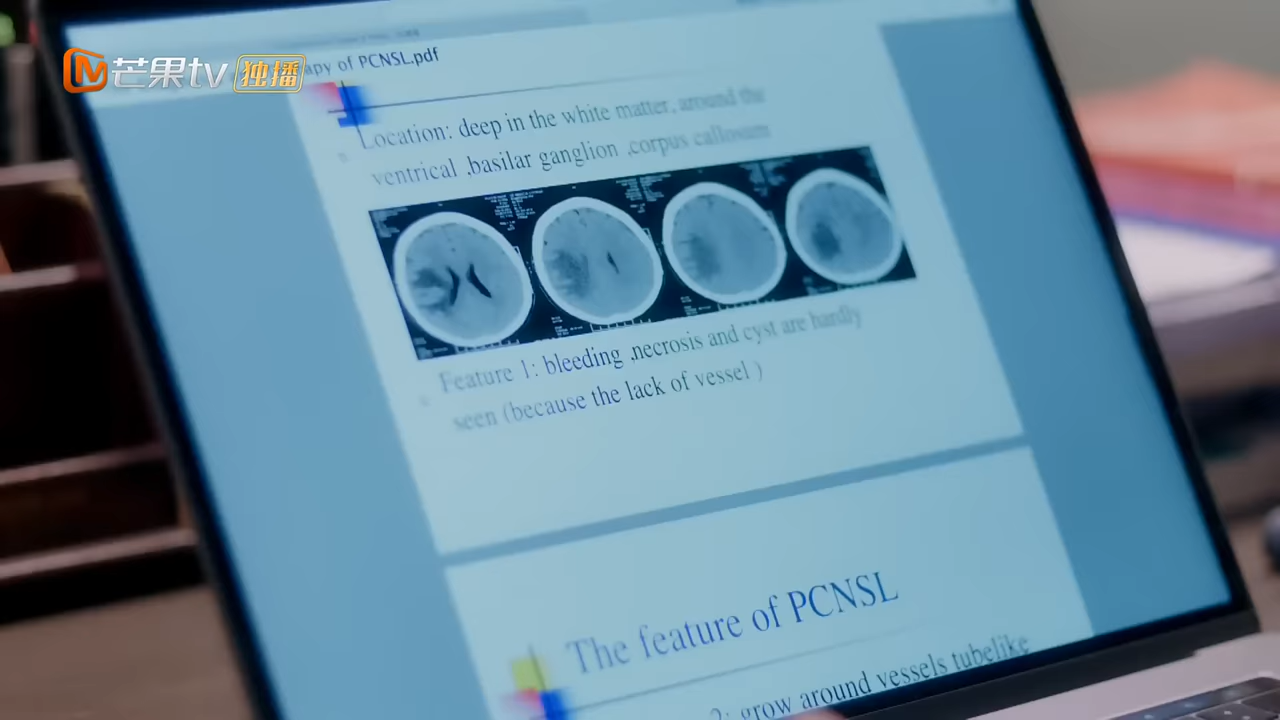 芒果tv 独播
apy of PCNSL.pdf
Location: deep in the white matter, around the
ventrical ,basilar ganglion ,corpus callosum
Feature 1: bleeding ,necrosis and cyst are hardly
seen (because the lack of vessel )
The feature of PCNSL
2: grow around vessels tubelike